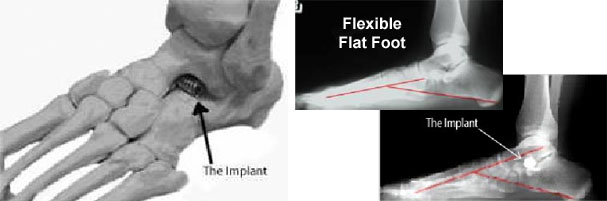 The Implant
B
Flexible
Flat Foot
The Implant